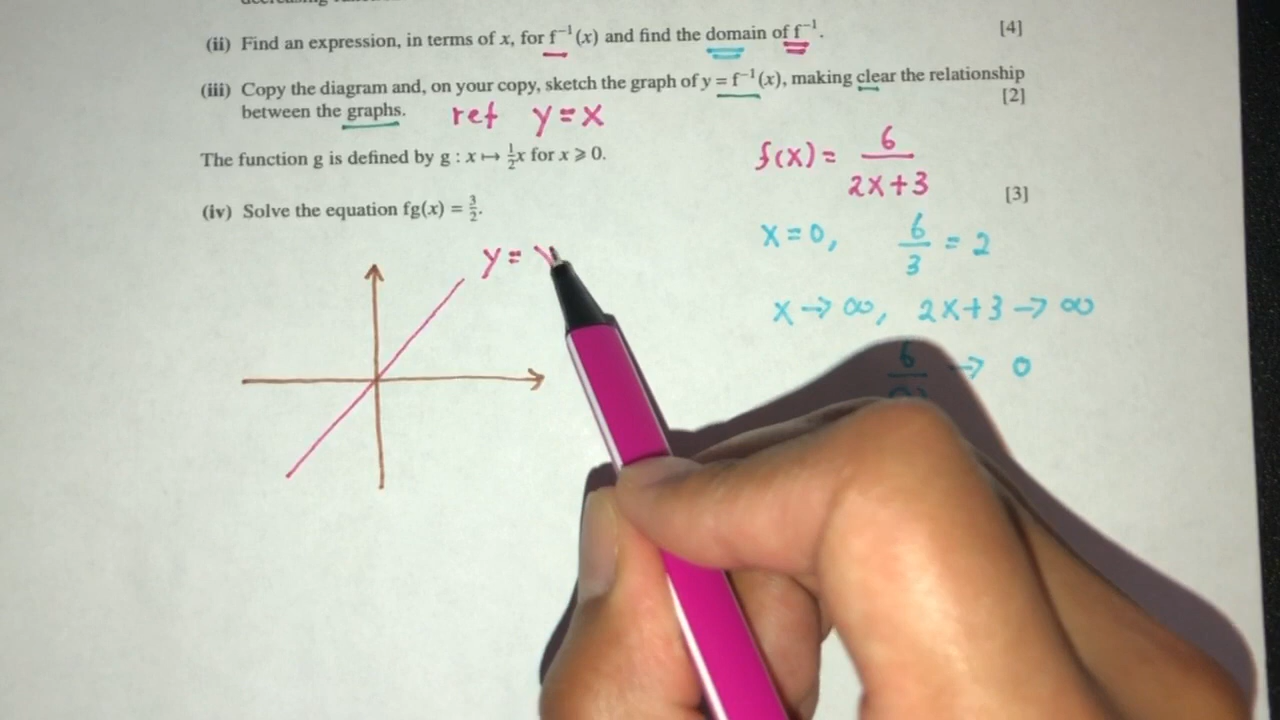 (ii) Find an expression, in terms of x, for f⁻¹(x) and find the domain of f⁻¹. [4]
(iii) Copy the diagram and, on your copy, sketch the graph of y = f⁻¹(x), making clear the relationship
between the graphs. [2]
ref y=x
The function g is defined by g : x ↦ ½x for x ⩾ 0.
f(x) = 6/(2x+3)
(iv) Solve the equation fg(x) = 3/2. [3]
x=0, 6/3 = 2
y =
x → ∞, 2x+3 → ∞
6/∞ → 0